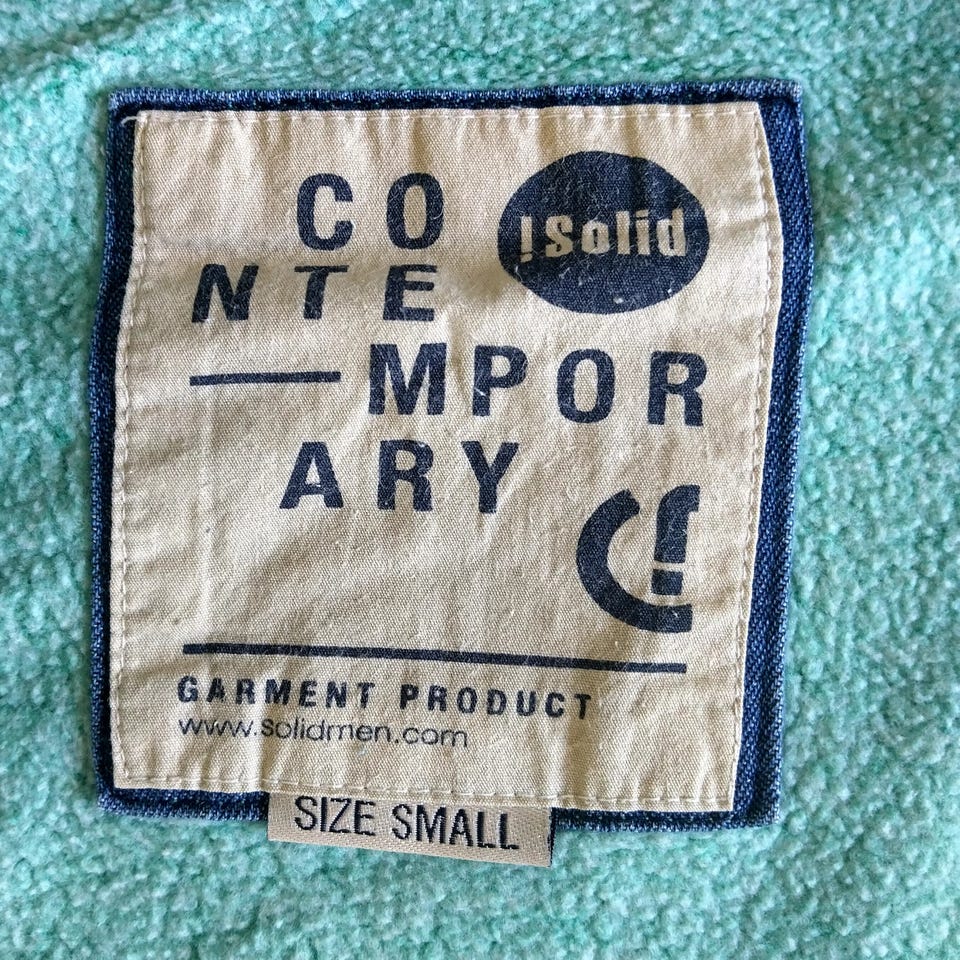 CO
!Solid
NTE
MPOR
ARY
GARMENT PRODUCT
www.solidmen.com
SIZE SMALL